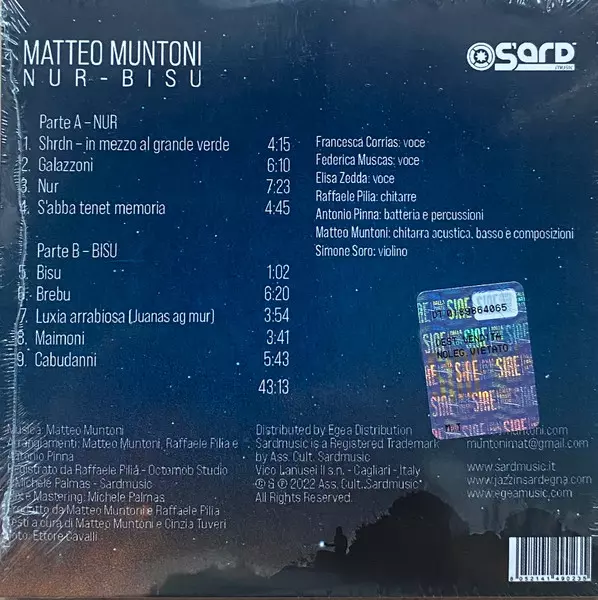 MATTEO MUNTONI
NUR-BISU
SARD
MUSIC
Parte A – NUR
1. Shrdn – in mezzo al grande verde 4:15
2. Galazzoni 6:10
3. Nur 7:23
4. S'abba tenet memoria 4:45
Parte B – BISU
5. Bisu 1:02
6. Brebu 6:20
7. Luxia arrabiosa (Juanas ag mur) 3:54
8. Maimoni 3:41
9. Cabudanni 5:43
43:13
Francesca Corrias: voce
Federica Muscas: voce
Elisa Zedda: voce
Raffaele Pilia: chitarre
Antonio Pinna: batteria e percussioni
Matteo Muntoni: chitarra acustica, basso e composizioni
Simone Soro: violino
SIAE
DT 0189864065
NOLEG VIETATO
Musica: Matteo Muntoni
Arrangiamenti: Matteo Muntoni, Raffaele Pilia e
Antonio Pinna
Registrato da Raffaele Pilia - Octomob Studio
Michele Palmas - Sardmusic
Mastering: Michele Palmas
da Matteo Muntoni e Raffaele Pilia
a cura di Matteo Muntoni e Cinzia Tuveri
Ettore Cavalli
Distributed by Egea Distribution
Sardmusic is a Registered Trademark
by Ass. Cult. Sardmusic
Vico Lanusei II s.n. - Cagliari - Italy
© & ℗ 2022 Ass. Cult. Sardmusic
All Rights Reserved.
muntoni.com
muntonimat@gmail.com
www.sardmusic.it
www.jazzinsardegna.com
www.egeamusic.com